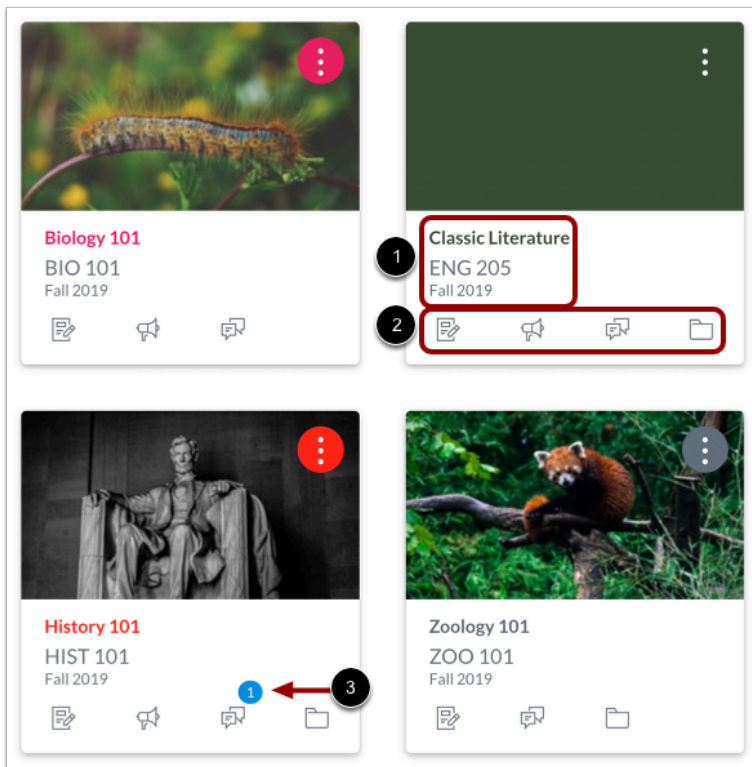 Biology 101
BIO 101
Fall 2019
1
Classic Literature
ENG 205
Fall 2019
2
History 101
HIST 101
Fall 2019
1
3
Zoology 101
ZOO 101
Fall 2019